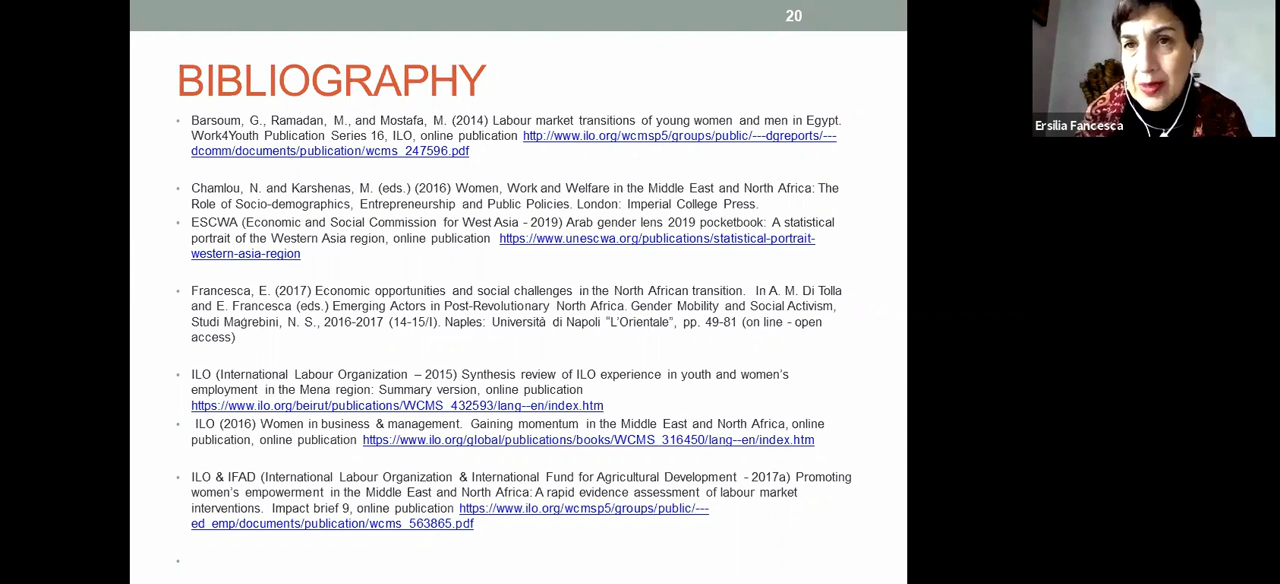 20
BIBLIOGRAPHY
Barsoum, G., Ramadan, M., and Mostafa, M. (2014) Labour market transitions of young women and men in Egypt.
Work4Youth Publication Series 16, ILO, online publication http://www.ilo.org/wcmsp5/groups/public/---dgreports/---
dcomm/documents/publication/wcms_247596.pdf
Chamlou, N. and Karshenas, M. (eds.) (2016) Women, Work and Welfare in the Middle East and North Africa: The
Role of Socio-demographics, Entrepreneurship and Public Policies. London: Imperial College Press.
ESCWA (Economic and Social Commission for West Asia - 2019) Arab gender lens 2019 pocketbook: A statistical
portrait of the Western Asia region, online publication https://www.unescwa.org/publications/statistical-portrait-
western-asia-region
Francesca, E. (2017) Economic opportunities and social challenges in the North African transition. In A. M. Di Tolla
and E. Francesca (eds.) Emerging Actors in Post-Revolutionary North Africa. Gender Mobility and Social Activism,
Studi Maġrebini, N. S., 2016-2017 (14-15/I). Naples: Università di Napoli "L'Orientale", pp. 49-81 (on line - open
access)
ILO (International Labour Organization – 2015) Synthesis review of ILO experience in youth and women's
employment in the Mena region: Summary version, online publication
https://www.ilo.org/beirut/publications/WCMS_432593/lang--en/index.htm
ILO (2016) Women in business & management. Gaining momentum in the Middle East and North Africa, online
publication, online publication https://www.ilo.org/global/publications/books/WCMS_316450/lang--en/index.htm
ILO & IFAD (International Labour Organization & International Fund for Agricultural Development - 2017a) Promoting
women's empowerment in the Middle East and North Africa: A rapid evidence assessment of labour market
interventions. Impact brief 9, online publication https://www.ilo.org/wcmsp5/groups/public/---
ed_emp/documents/publication/wcms_563865.pdf
Ersilia Fancesca